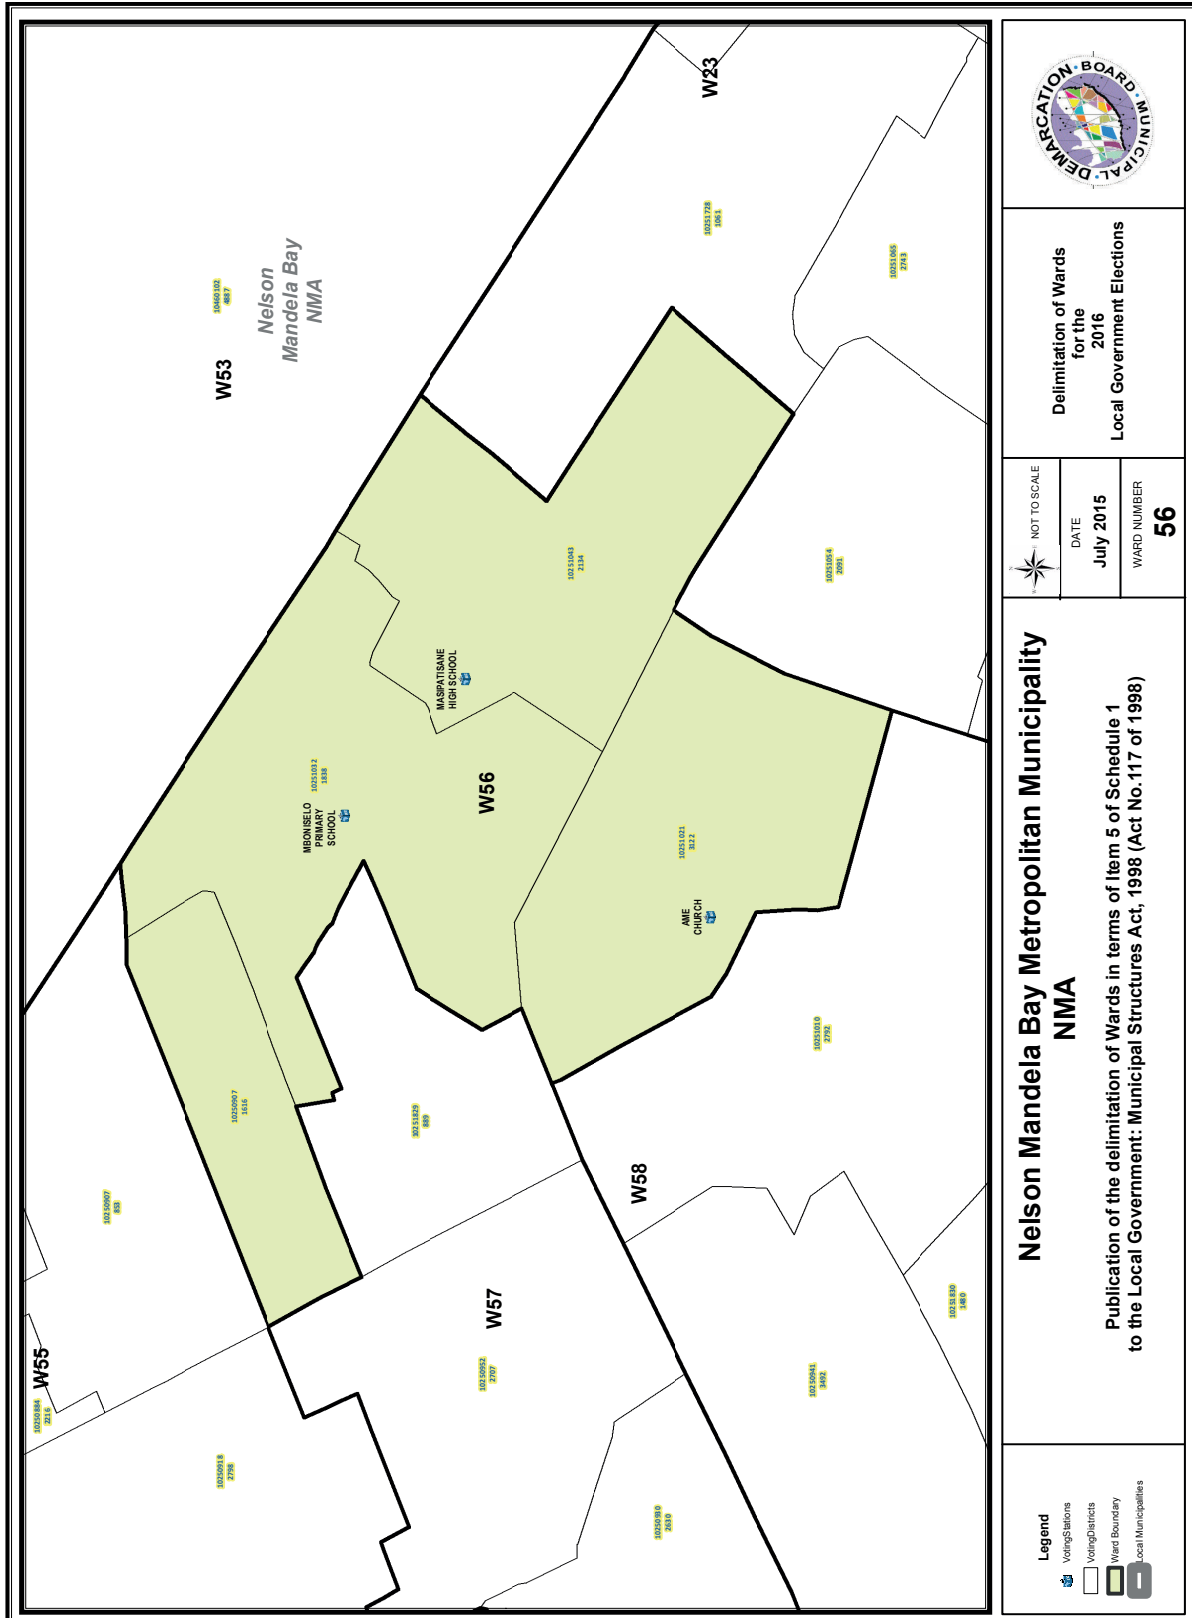 W53
10460102
4887
Nelson
Mandela Bay
NMA
W23
10251728
1061
10251065
2743
10251043
2134
10251054
2091
MASIPATISANE
HIGH SCHOOL
10251032
1838
MBONISELO
PRIMARY
SCHOOL
W56
10251021
3122
AME
CHURCH
10250907
1616
10251829
889
10251010
2792
10250907
853
W58
W57
10251830
1480
W55
10250884
2216
10250952
2707
10250941
3492
10250918
2798
10250930
2630
Legend
VotingStations
VotingDistricts
Ward Boundary
Local Municipalities
Nelson Mandela Bay Metropolitan Municipality
NMA
Publication of the delimitation of Wards in terms of Item 5 of Schedule 1
to the Local Government: Municipal Structures Act, 1998 (Act No.117 of 1998)
N
W
E
S
NOT TO SCALE
DATE
July 2015
WARD NUMBER
56
Delimitation of Wards
for the
2016
Local Government Elections
MUNICIPAL • DEMARCATION • BOARD •